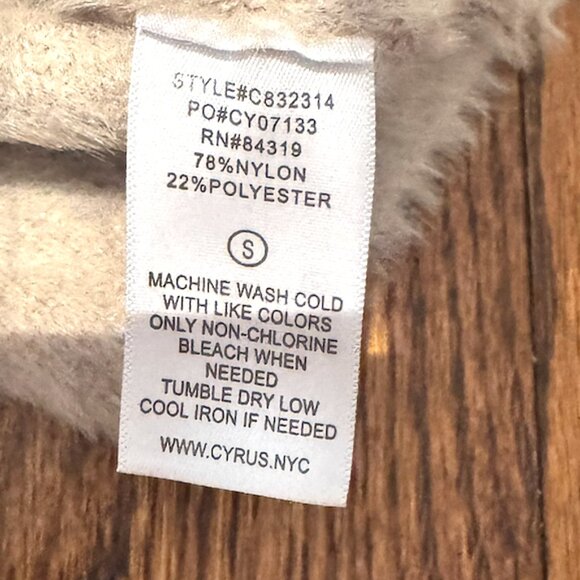 STYLE#C832314
PO#CY07133
RN#84319
78%NYLON
22%POLYESTER
S
MACHINE WASH COLD
WITH LIKE COLORS
ONLY NON-CHLORINE
BLEACH WHEN
NEEDED
TUMBLE DRY LOW
COOL IRON IF NEEDED
WWW.CYRUS.NYC